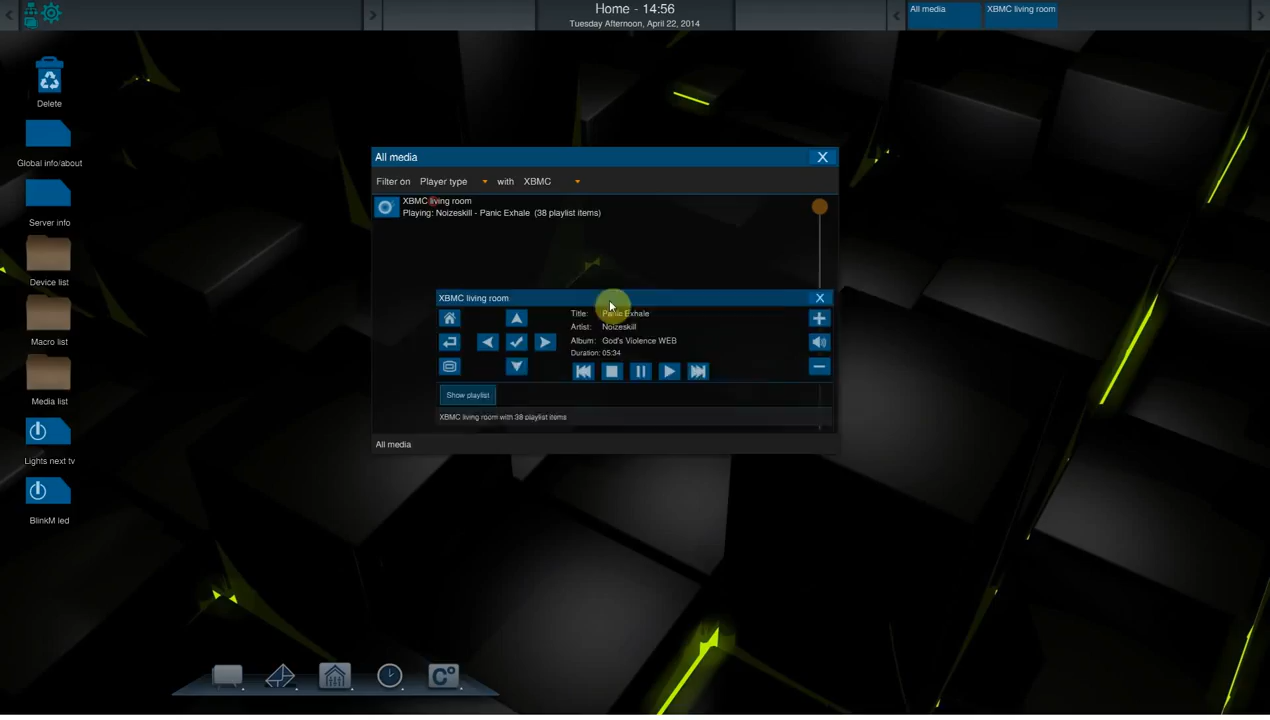 Home - 14:56
Tuesday Afternoon, April 22, 2014
All media
XBMC living room
Delete
Global info/about
Server info
Device list
Macro list
Media list
Lights next tv
BlinkM led
All media
X
Filter on Player type with XBMC
XBMC living room
Playing: Noizeskill - Panic Exhale (38 playlist items)
XBMC living room
X
Title: Panic Exhale
Artist: Noizeskill
Album: God's Violence WEB
Duration: 05:34
Show playlist
XBMC living room with 38 playlist items
All media
C°